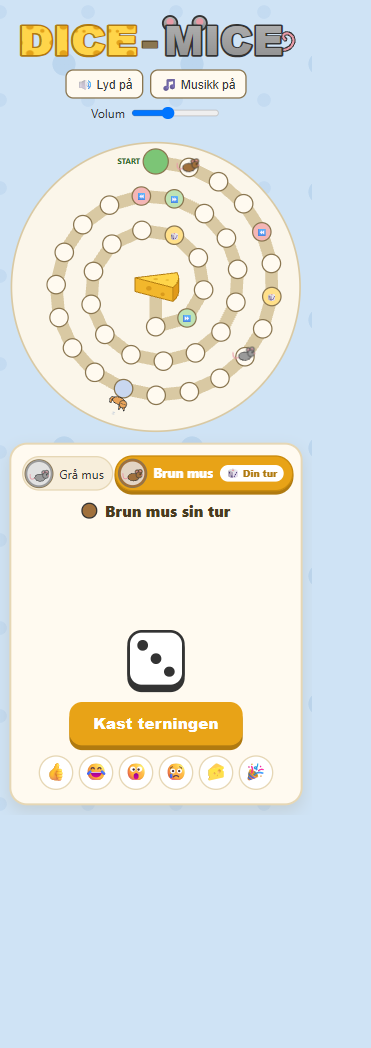 DICE-MICE
Lyd på
Musikk på
Volum
START
Grå mus
Brun mus
Din tur
Brun mus sin tur
Kast terningen